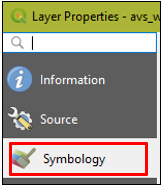 Layer Properties - avs_w
Information
Source
Symbology